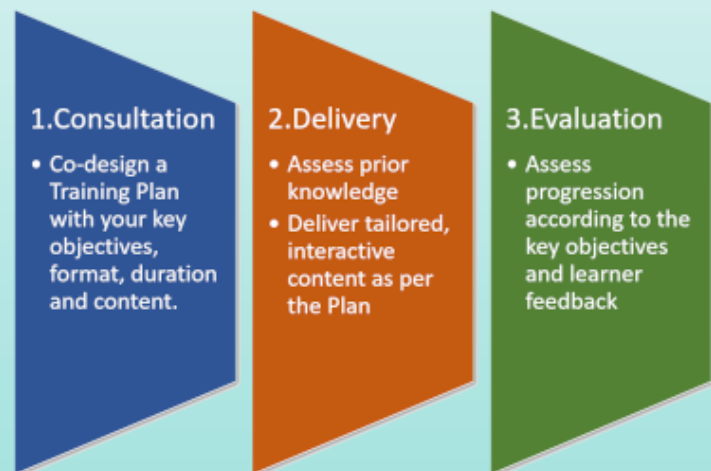 1.Consultation
• Co-design a
Training Plan
with your key
objectives,
format, duration
and content.
2.Delivery
• Assess prior
knowledge
• Deliver tailored,
interactive
content as per
the Plan
3.Evaluation
• Assess
progression
according to the
key objectives
and learner
feedback